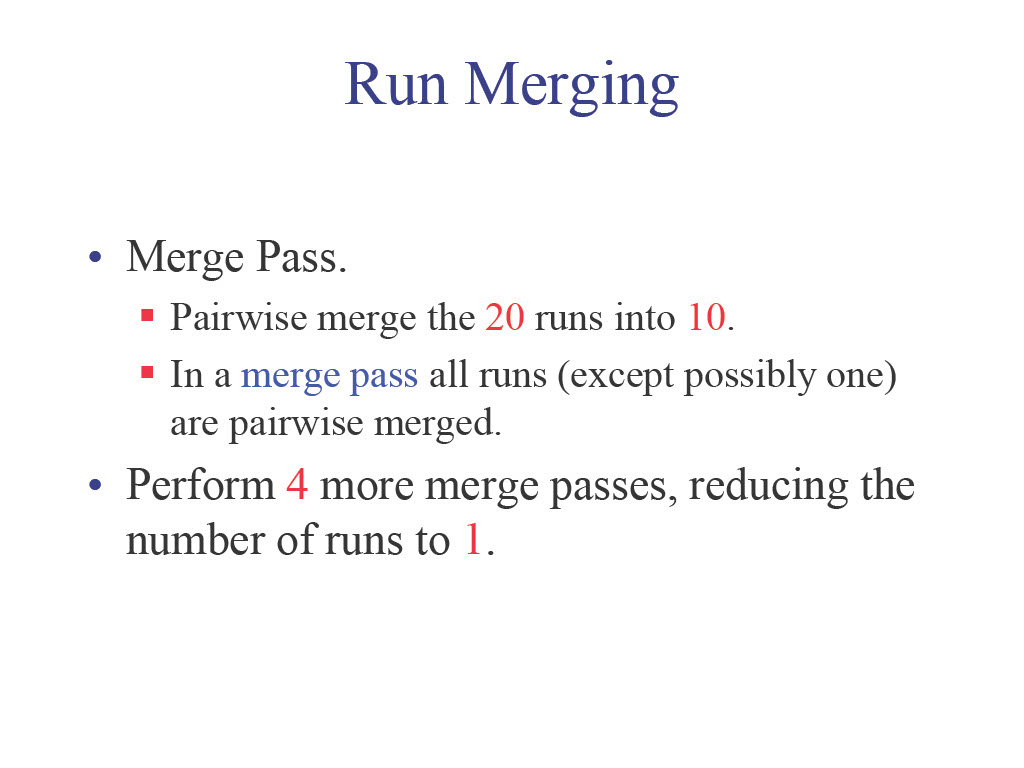 Run Merging
• Merge Pass.
▪ Pairwise merge the 20 runs into 10.
▪ In a merge pass all runs (except possibly one)
are pairwise merged.
• Perform 4 more merge passes, reducing the
number of runs to 1.